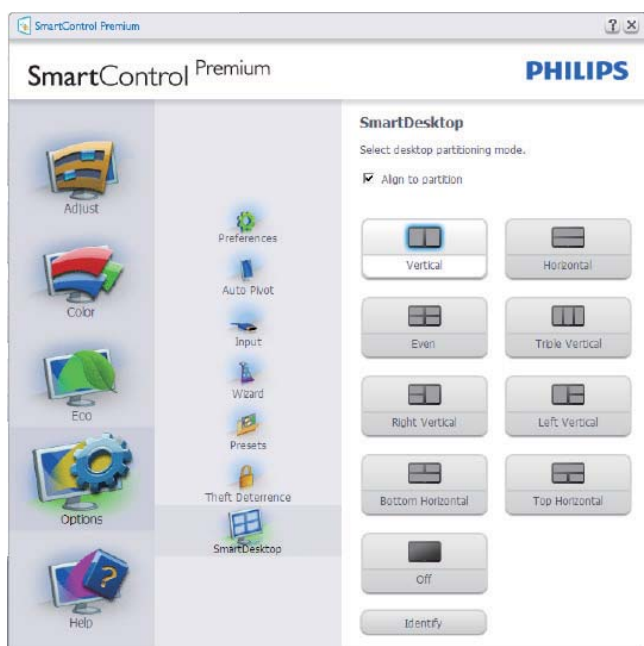 SmartControl Premium
? X
SmartControl Premium
PHILIPS
Adjust
Color
Eco
Options
Help
Preferences
Auto Pivot
Input
Wizard
Presets
Theft Deterrence
SmartDesktop
SmartDesktop
Select desktop partitioning mode.
Align to partition
Vertical
Horizontal
Even
Triple Vertical
Right Vertical
Left Vertical
Bottom Horizontal
Top Horizontal
Off
Identify